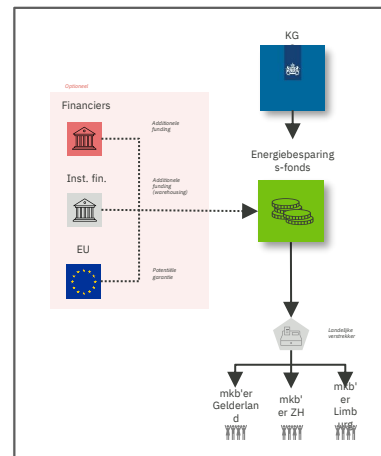 KG
Optioneel
Financiers
Additionele
funding
Energiebesparing
s-fonds
Inst. fin.
Additionele
funding
(warehousing)
EU
Potentiële
garantie
Landelijke
verstrekker
mkb'er
Gelderlan
d
mkb'
er ZH
mkb'
er
Limb
urg